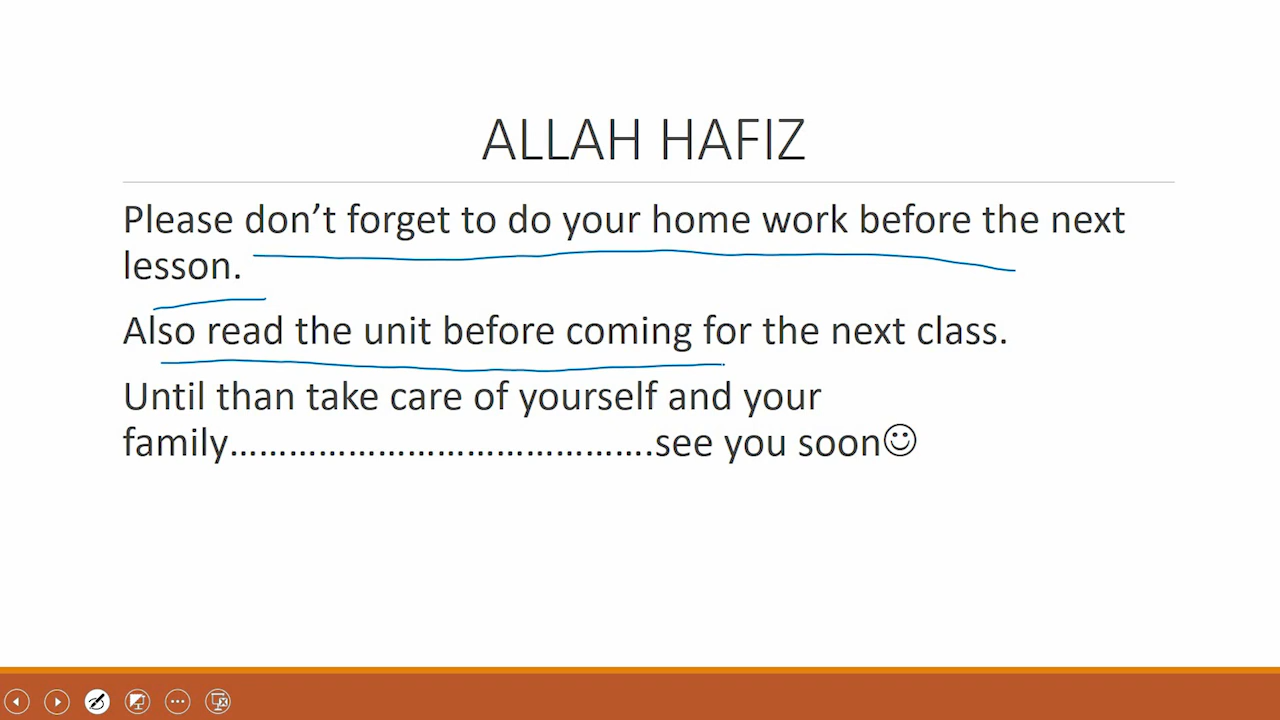 ALLAH HAFIZ
Please don’t forget to do your home work before the next
lesson.
Also read the unit before coming for the next class.
Until than take care of yourself and your
family…………………………………….see you soon☺